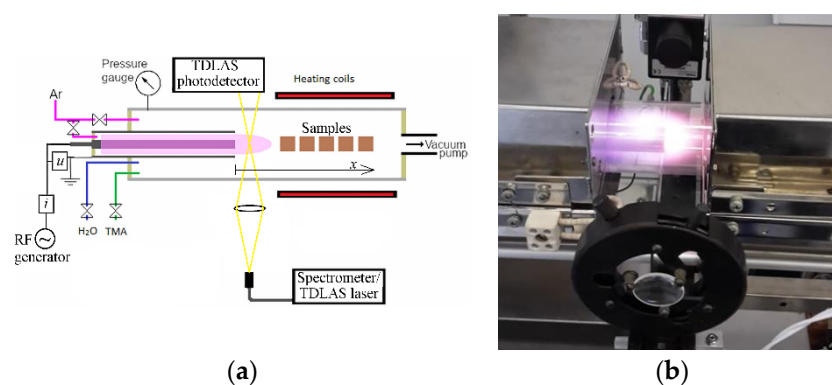 TDLAS
photodetector
Heating coils
Pressure
gauge
Ar
Samples
Vacuum
pump
x
u
i
H₂O TMA
RF
generator
Spectrometer/
TDLAS laser
(a) (b)